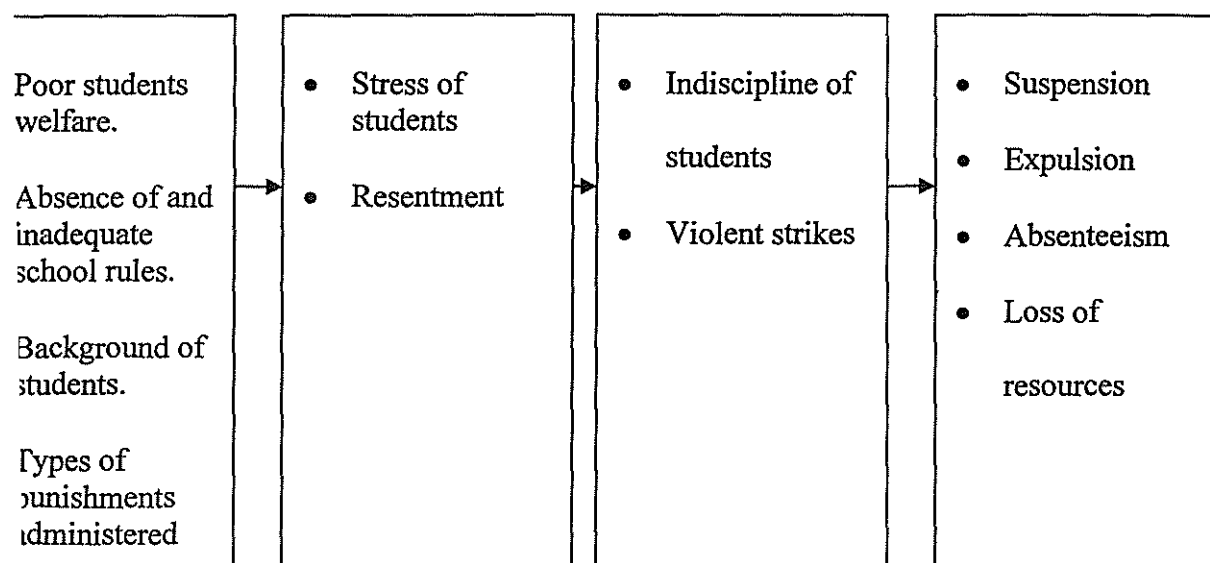 Poor students
welfare.
Absence of and
inadequate
school rules.
Background of
students.
Types of
punishments
administered
• Stress of
students
• Resentment
• Indiscipline of
students
• Violent strikes
• Suspension
• Expulsion
• Absenteeism
• Loss of
resources